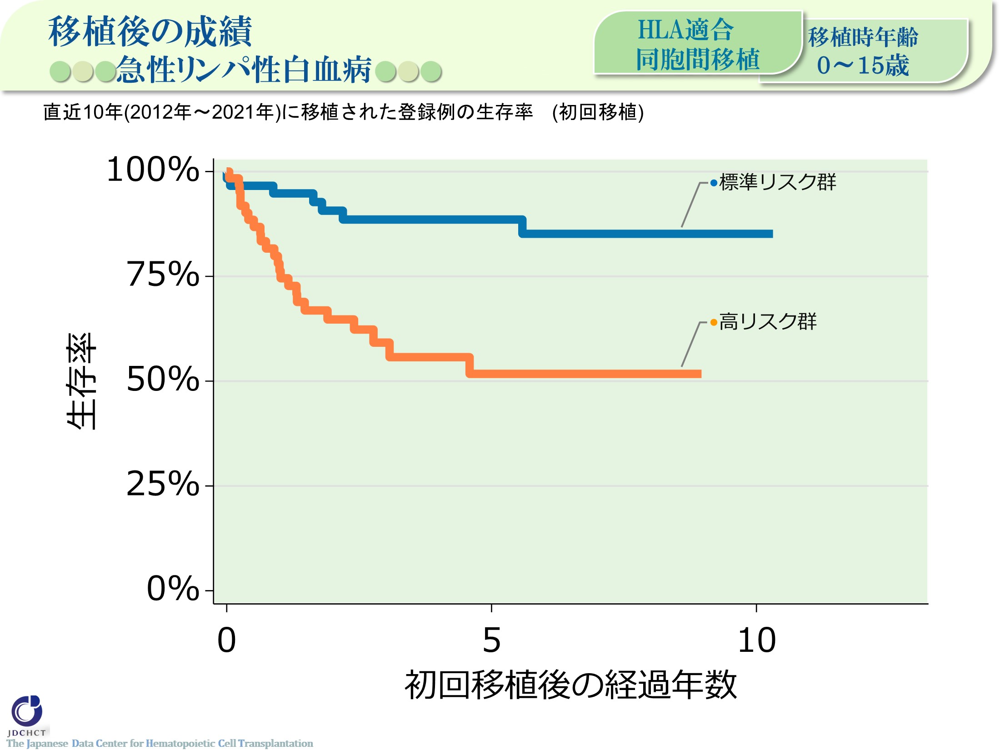 移植後の成績
急性リンパ性白血病
HLA適合
同胞間移植
移植時年齢
0～15歳
直近10年(2012年～2021年)に移植された登録例の生存率　(初回移植)
100%
75%
50%
25%
0%
生存率
標準リスク群
高リスク群
0
5
10
初回移植後の経過年数
JDCHCT
The Japanese Data Center for Hematopoietic Cell Transplantation